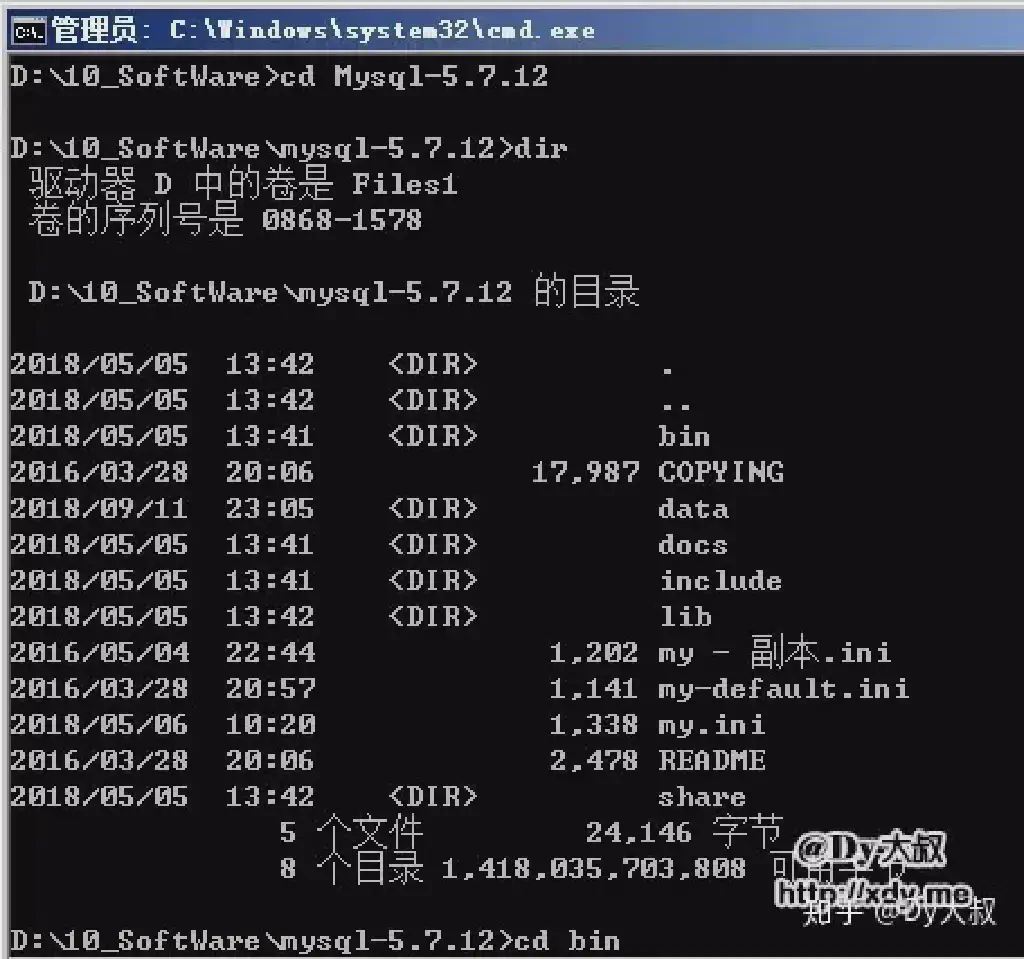 管理员: C:\Windows\system32\cmd.exe
D:\10_SoftWare>cd Mysql-5.7.12
D:\10_SoftWare\mysql-5.7.12>dir
驱动器 D 中的卷是 Files1
卷的序列号是 0868-1578
D:\10_SoftWare\mysql-5.7.12 的目录
2018/05/05  13:42    <DIR>          .
2018/05/05  13:42    <DIR>          ..
2018/05/05  13:41    <DIR>          bin
2016/03/28  20:06            17,987 COPYING
2018/09/11  23:05    <DIR>          data
2018/05/05  13:41    <DIR>          docs
2018/05/05  13:41    <DIR>          include
2018/05/05  13:42    <DIR>          lib
2016/05/04  22:44             1,202 my - 副本.ini
2016/03/28  20:57             1,141 my-default.ini
2018/05/06  10:20             1,338 my.ini
2016/03/28  20:06             2,478 README
2018/05/05  13:42    <DIR>          share
5 个文件         24,146 字节
8 个目录 1,418,035,703,808 可用字节
@Dy大叔
http://xdy.me
知乎 @Dy大叔
D:\10_SoftWare\mysql-5.7.12>cd bin